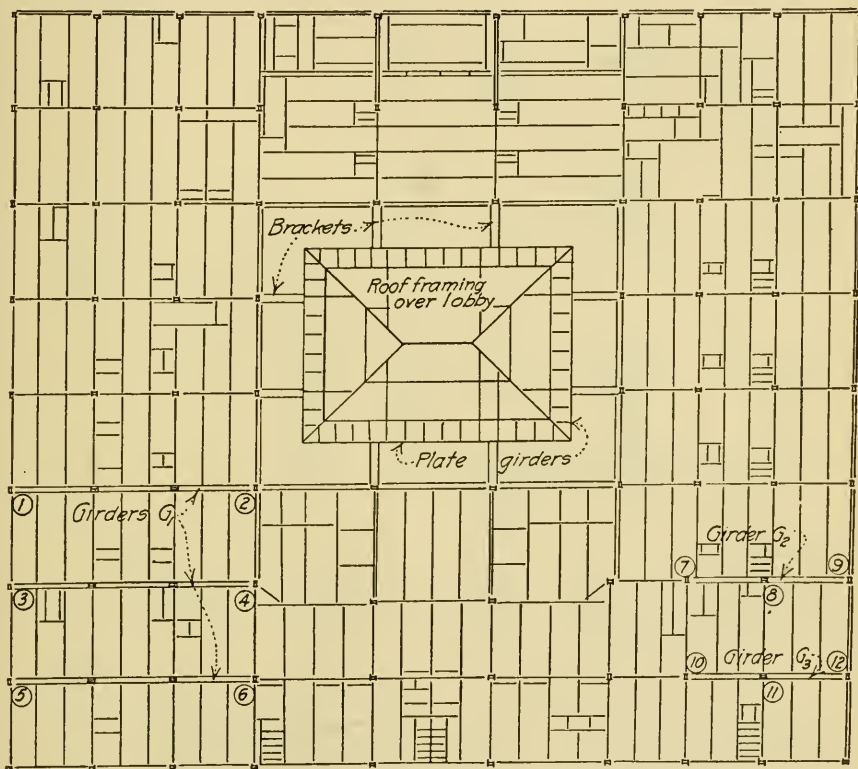 Brackets
Roof framing
over lobby
Plate girders
1
2
Girders G1
Girder G2
7
9
3
4
8
10
Girder G3
12
5
6
11